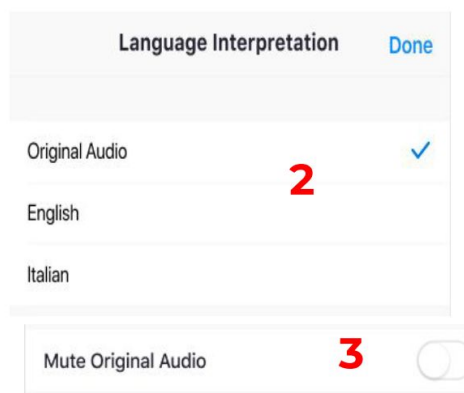 Language Interpretation Done
Original Audio
2
English
Italian
Mute Original Audio 3